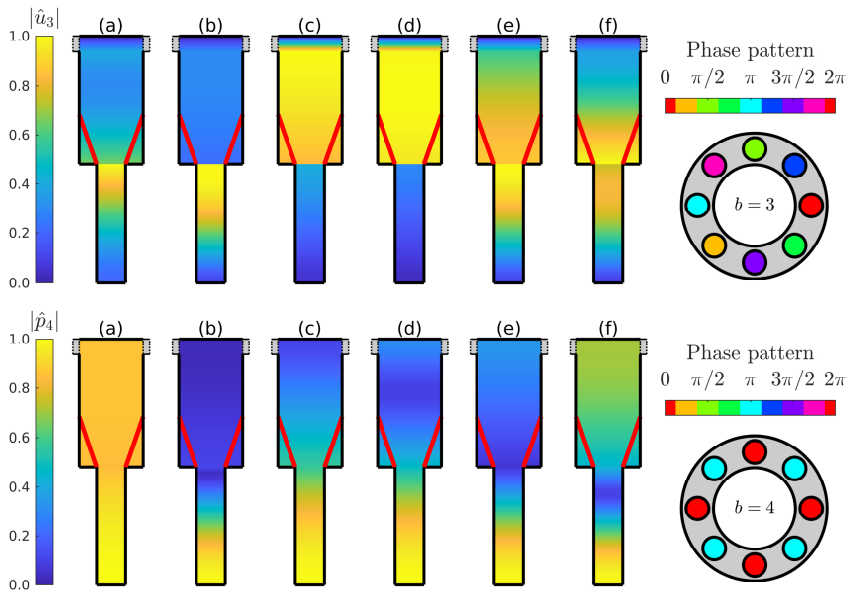 |û₃|
(a) (b) (c) (d) (e) (f)
1.0
0.8
0.6
0.4
0.2
0.0
Phase pattern
0 π/2 π 3π/2 2π
b = 3
|p̂₄|
(a) (b) (c) (d) (e) (f)
1.0
0.8
0.6
0.4
0.2
0.0
Phase pattern
0 π/2 π 3π/2 2π
b = 4